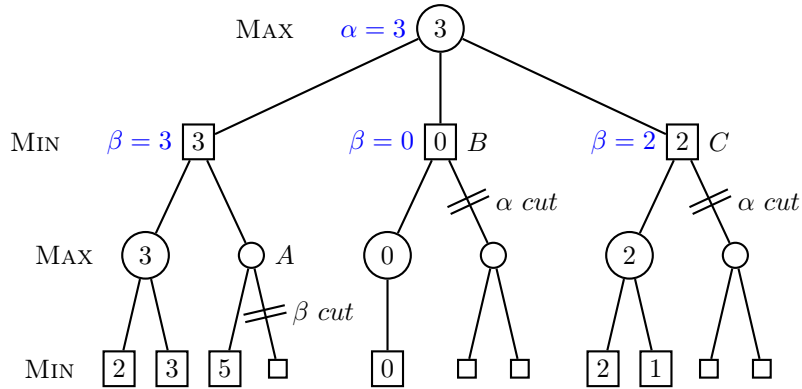 MAX α = 3 3
MIN β = 3 3 β = 0 0 B β = 2 2 C
α cut α cut
MAX 3 A 0 2
β cut
MIN 2 3 5 0 2 1